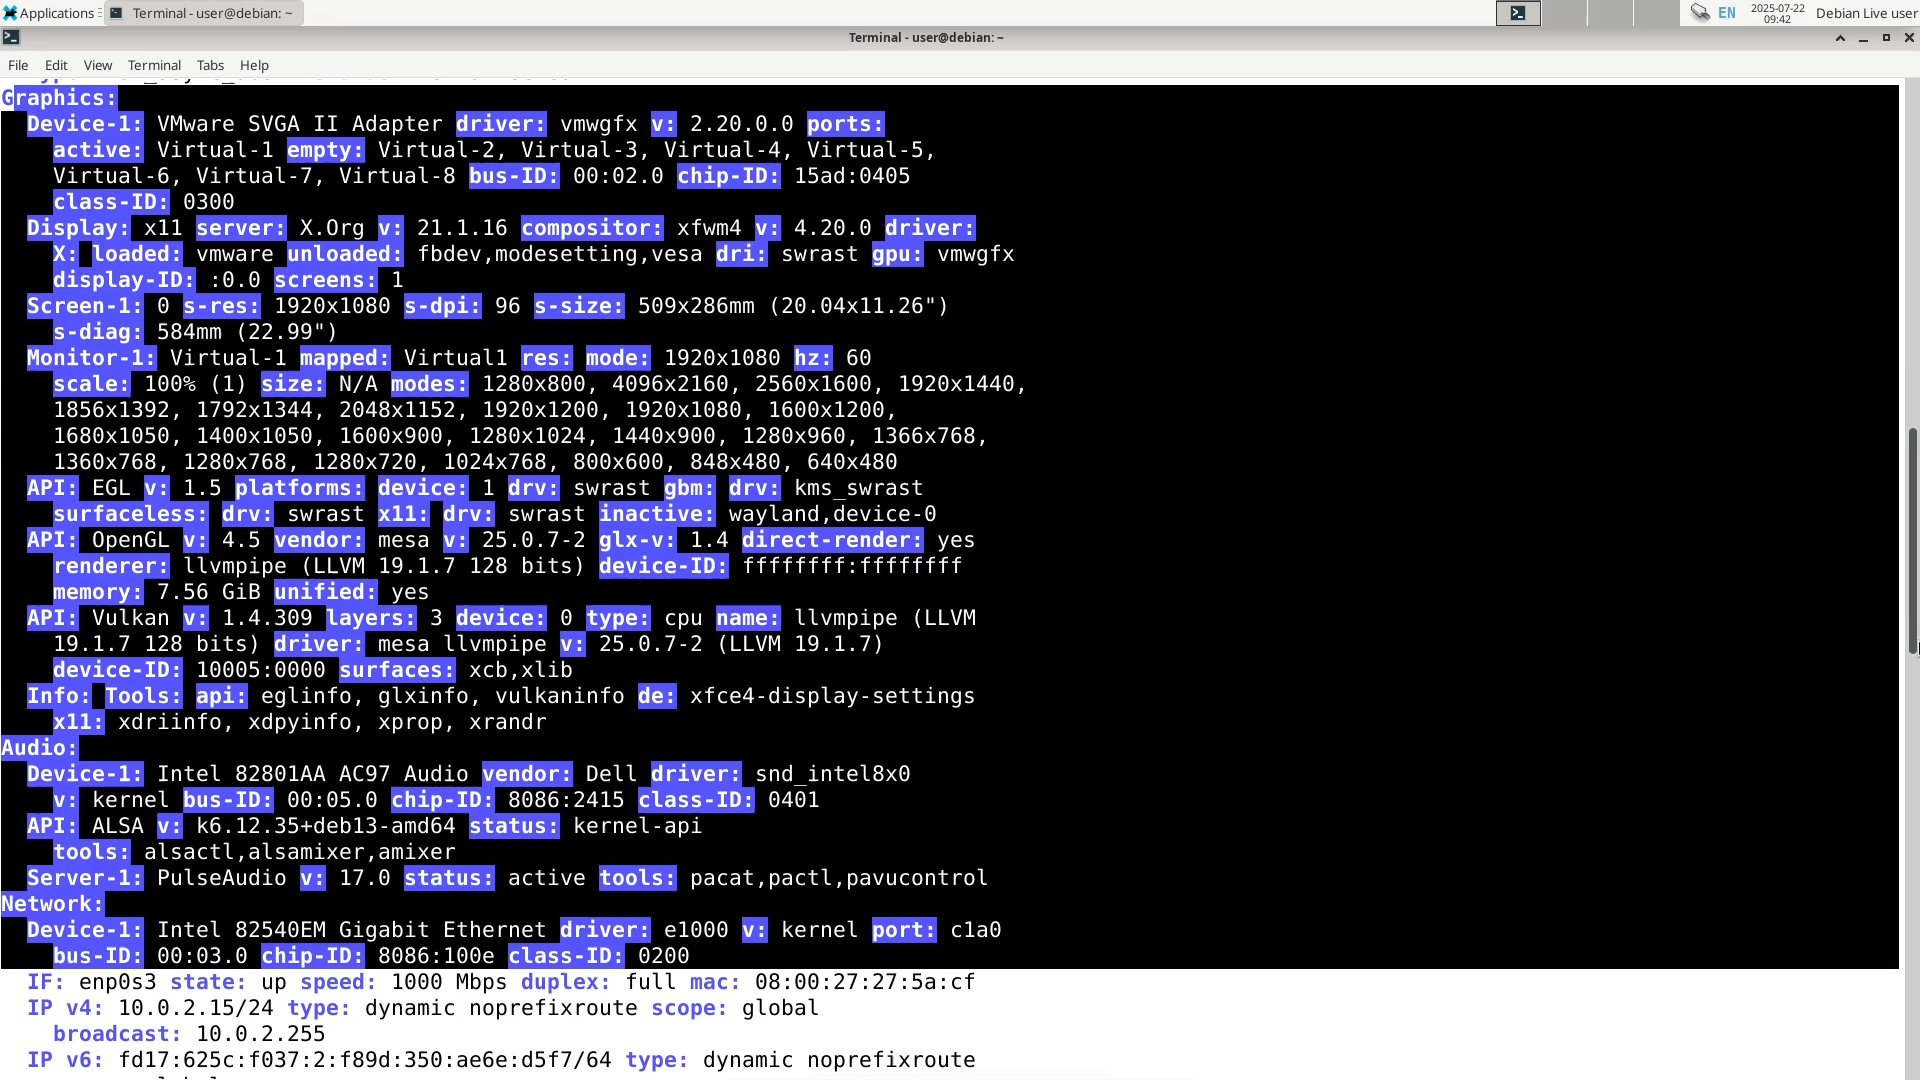 Applications
Terminal - user@debian: ~
EN
2025-07-22
09:42
Debian Live user
Terminal - user@debian: ~
File Edit View Terminal Tabs Help
Graphics:
Device-1: VMware SVGA II Adapter driver: vmwgfx v: 2.20.0.0 ports:
active: Virtual-1 empty: Virtual-2, Virtual-3, Virtual-4, Virtual-5,
Virtual-6, Virtual-7, Virtual-8 bus-ID: 00:02.0 chip-ID: 15ad:0405
class-ID: 0300
Display: x11 server: X.Org v: 21.1.16 compositor: xfwm4 v: 4.20.0 driver:
X: loaded: vmware unloaded: fbdev,modesetting,vesa dri: swrast gpu: vmwgfx
display-ID: :0.0 screens: 1
Screen-1: 0 s-res: 1920x1080 s-dpi: 96 s-size: 509x286mm (20.04x11.26")
s-diag: 584mm (22.99")
Monitor-1: Virtual-1 mapped: Virtual1 res: mode: 1920x1080 hz: 60
scale: 100% (1) size: N/A modes: 1280x800, 4096x2160, 2560x1600, 1920x1440,
1856x1392, 1792x1344, 2048x1152, 1920x1200, 1920x1080, 1600x1200,
1680x1050, 1400x1050, 1600x900, 1280x1024, 1440x900, 1280x960, 1366x768,
1360x768, 1280x768, 1280x720, 1024x768, 800x600, 848x480, 640x480
API: EGL v: 1.5 platforms: device: 1 drv: swrast gbm: drv: kms_swrast
surfaceless: drv: swrast x11: drv: swrast inactive: wayland,device-0
API: OpenGL v: 4.5 vendor: mesa v: 25.0.7-2 glx-v: 1.4 direct-render: yes
renderer: llvmpipe (LLVM 19.1.7 128 bits) device-ID: ffffffff:ffffffff
memory: 7.56 GiB unified: yes
API: Vulkan v: 1.4.309 layers: 3 device: 0 type: cpu name: llvmpipe (LLVM
19.1.7 128 bits) driver: mesa llvmpipe v: 25.0.7-2 (LLVM 19.1.7)
device-ID: 10005:0000 surfaces: xcb,xlib
Info: Tools: api: eglinfo, glxinfo, vulkaninfo de: xfce4-display-settings
x11: xdriinfo, xdpyinfo, xprop, xrandr
Audio:
Device-1: Intel 82801AA AC97 Audio vendor: Dell driver: snd_intel8x0
v: kernel bus-ID: 00:05.0 chip-ID: 8086:2415 class-ID: 0401
API: ALSA v: k6.12.35+deb13-amd64 status: kernel-api
tools: alsactl,alsamixer,amixer
Server-1: PulseAudio v: 17.0 status: active tools: pacat,pactl,pavucontrol
Network:
Device-1: Intel 82540EM Gigabit Ethernet driver: e1000 v: kernel port: c1a0
bus-ID: 00:03.0 chip-ID: 8086:100e class-ID: 0200
IF: enp0s3 state: up speed: 1000 Mbps duplex: full mac: 08:00:27:27:5a:cf
IP v4: 10.0.2.15/24 type: dynamic noprefixroute scope: global
broadcast: 10.0.2.255
IP v6: fd17:625c:f037:2:f89d:350:ae6e:d5f7/64 type: dynamic noprefixroute